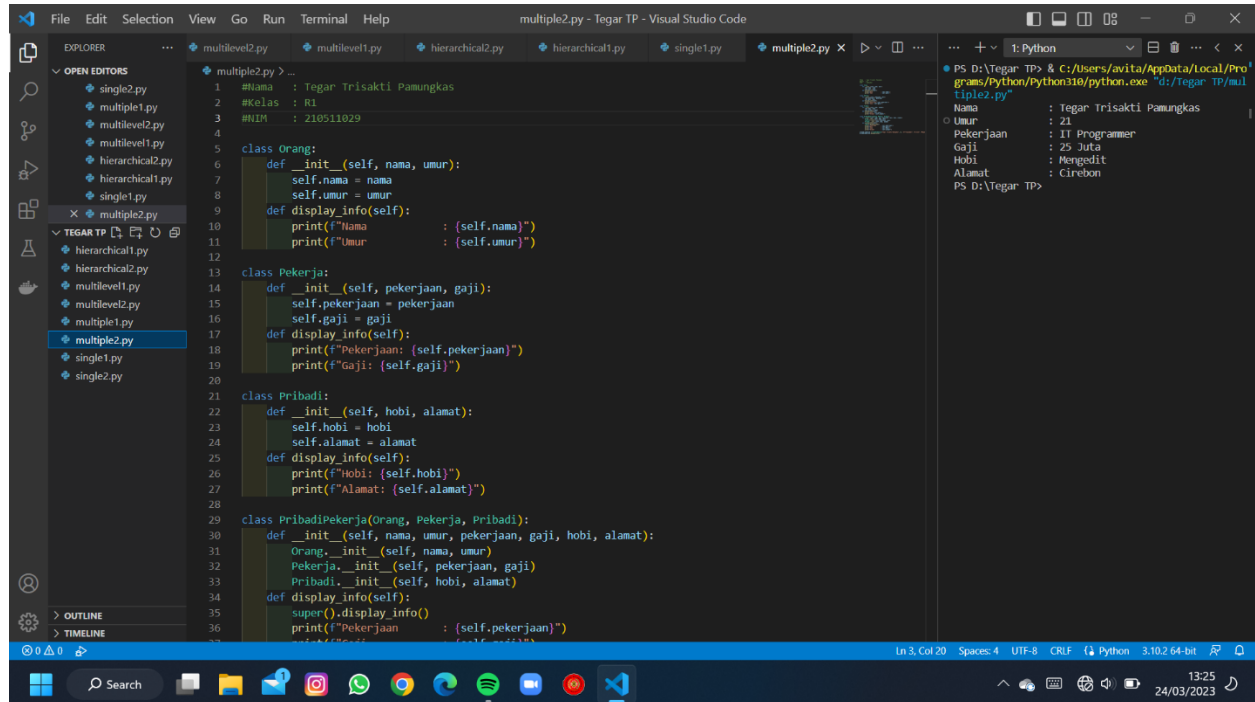 File Edit Selection View Go Run Terminal Help multiple2.py - Tegar TP - Visual Studio Code
EXPLORER
OPEN EDITORS
single2.py
multiple1.py
multilevel2.py
multilevel1.py
hierarchical2.py
hierarchical1.py
single1.py
multiple2.py
TEGAR TP
hierarchical1.py
hierarchical2.py
multilevel1.py
multilevel2.py
multiple1.py
multiple2.py
single1.py
single2.py
OUTLINE
TIMELINE
multilevel2.py multilevel1.py hierarchical2.py hierarchical1.py single1.py multiple2.py
multiple2.py > ...
1 #Nama : Tegar Trisakti Pamungkas
2 #Kelas : R1
3 #NIM : 210511029
4
5 class Orang:
6 def __init__(self, nama, umur):
7 self.nama = nama
8 self.umur = umur
9 def display_info(self):
10 print(f"Nama : {self.nama}")
11 print(f"Umur : {self.umur}")
12
13 class Pekerja:
14 def __init__(self, pekerjaan, gaji):
15 self.pekerjaan = pekerjaan
16 self.gaji = gaji
17 def display_info(self):
18 print(f"Pekerjaan: {self.pekerjaan}")
19 print(f"Gaji: {self.gaji}")
20
21 class Pribadi:
22 def __init__(self, hobi, alamat):
23 self.hobi = hobi
24 self.alamat = alamat
25 def display_info(self):
26 print(f"Hobi: {self.hobi}")
27 print(f"Alamat: {self.alamat}")
28
29 class PribadiPekerja(Orang, Pekerja, Pribadi):
30 def __init__(self, nama, umur, pekerjaan, gaji, hobi, alamat):
31 Orang.__init__(self, nama, umur)
32 Pekerja.__init__(self, pekerjaan, gaji)
33 Pribadi.__init__(self, hobi, alamat)
34 def display_info(self):
35 super().display_info()
36 print(f"Pekerjaan : {self.pekerjaan}")
1: Python
PS D:\Tegar TP> & C:/Users/avita/AppData/Local/Pro
grams/Python/Python310/python.exe "d:/Tegar TP/mul
tiple2.py"
Nama : Tegar Trisakti Pamungkas
Umur : 21
Pekerjaan : IT Programmer
Gaji : 25 Juta
Hobi : Mengedit
Alamat : Cirebon
PS D:\Tegar TP>
0 0 Ln 3, Col 20 Spaces: 4 UTF-8 CRLF Python 3.10.2 64-bit
Search 1 13:25
24/03/2023